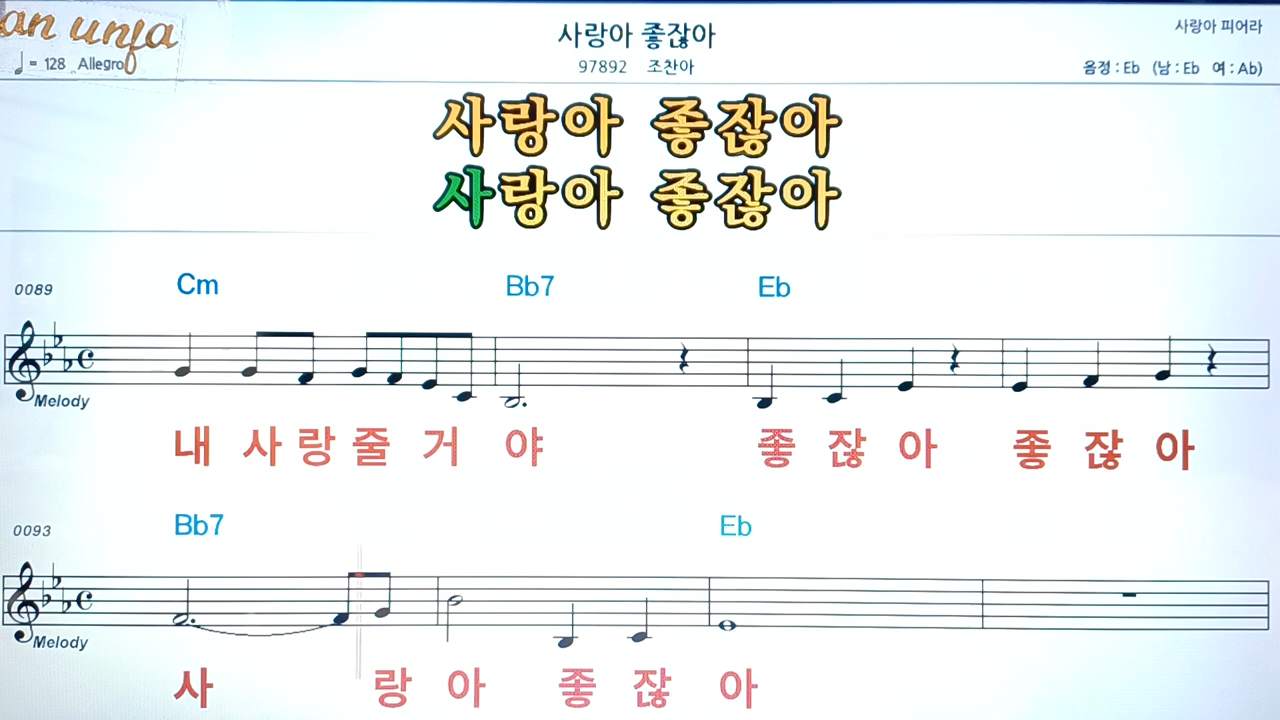 an unfa
사랑아 좋잖아
사랑아 피어라
♩= 128 Allegro
97892 조찬아
음정 : Eb (남 : Eb 여 : Ab)
사랑아 좋잖아
사랑아 좋잖아
0089 Cm Bb7 Eb
Melody
내 사 랑 줄 거 야 좋 잖 아 좋 잖 아
0093 Bb7 Eb
Melody
사 랑 아 좋 잖 아